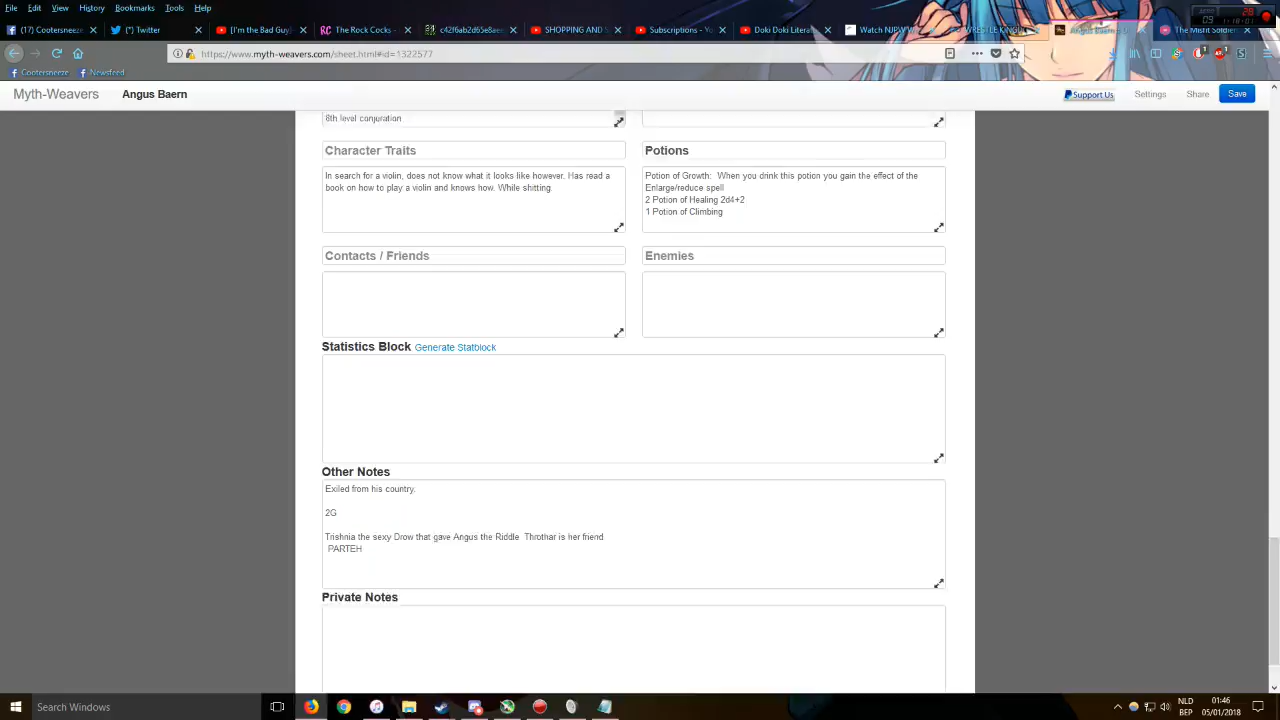 File Edit View History Bookmarks Tools Help
(17) Cootersneeze (*) Twitter [I'm the Bad Guy] The Rock Cocks SHOPPING AND Subscriptions - Yo Doki Doki Literat Watch NJPW WRESTLE KINGD Angus Baern The Misfit Soldier
https://www.myth-weavers.com/sheet.html#id=1322577
Cootersneeze Newsfeed
Myth-Weavers Angus Baern Support Us Settings Share Save
8th level conjuration
Character Traits
In search for a violin, does not know what it looks like however. Has read a
book on how to play a violin and knows how. While shitting.
Potions
Potion of Growth: When you drink this potion you gain the effect of the
Enlarge/reduce spell
2 Potion of Healing 2d4+2
1 Potion of Climbing
Contacts / Friends
Enemies
Statistics Block Generate Statblock
Other Notes
Exiled from his country.
2G
Trishnia the sexy Drow that gave Angus the Riddle Throthar is her friend
PARTEH
Private Notes
Search Windows
NLD 01:46
BEP 05/01/2018